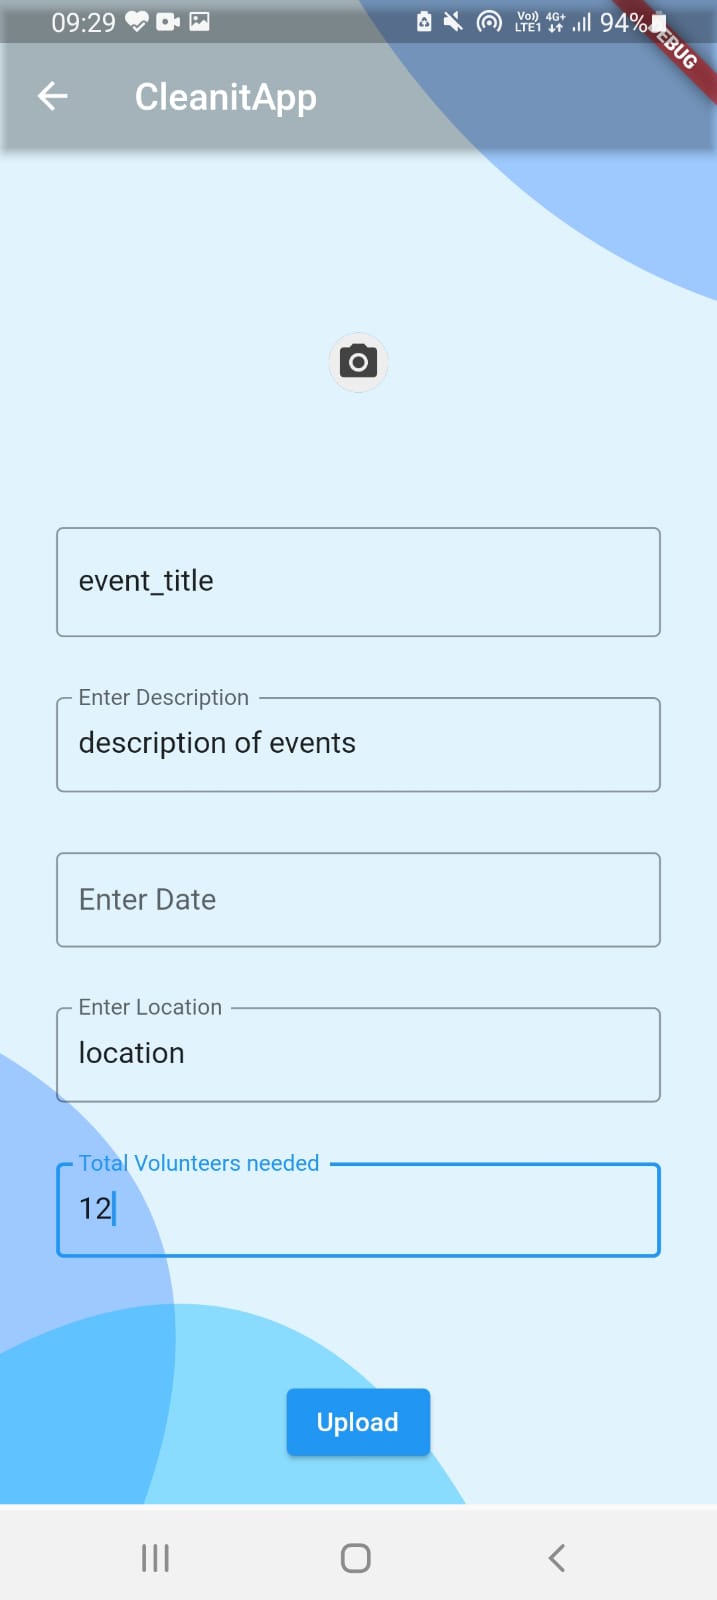 09:29 Vo)) LTE1 4G+ 94%
EBUG
CleanitApp
event_title
Enter Description
description of events
Enter Date
Enter Location
location
Total Volunteers needed
12
Upload